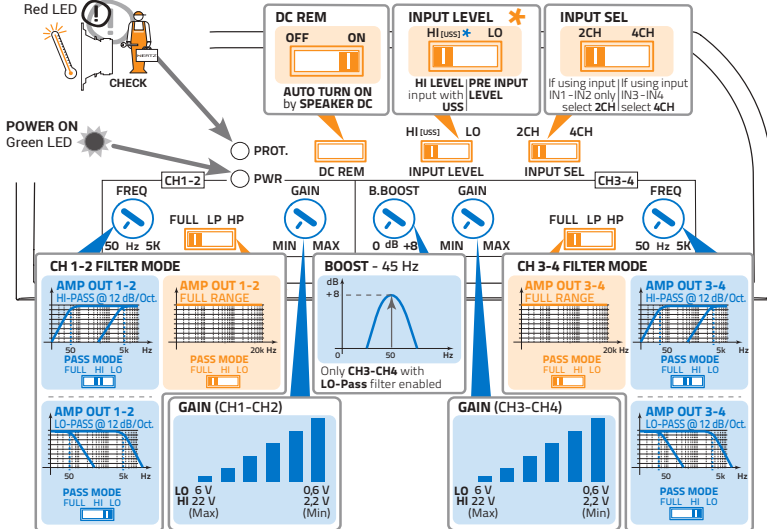 Red LED
HERTZ
CHECK
POWER ON
Green LED
DC REM
OFF ON
AUTO TURN ON
by SPEAKER DC
INPUT LEVEL *
HI [USS] * LO
HI LEVEL
input with
USS
PRE INPUT
LEVEL
INPUT SEL
2CH 4CH
If using input
IN1-IN2 only
select 2CH
If using input
IN3-IN4
select 4CH
PROT.
PWR
DC REM
HI [USS] LO
INPUT LEVEL
2CH 4CH
INPUT SEL
CH1-2
CH3-4
FREQ
50 Hz 5K
FULL LP HP
GAIN
MIN MAX
B.BOOST
0 dB +8
GAIN
MIN MAX
FULL LP HP
FREQ
50 Hz 5K
CH 1-2 FILTER MODE
AMP OUT 1-2
HI-PASS @ 12 dB/Oct.
50 5k Hz
PASS MODE
FULL HI LO
AMP OUT 1-2
FULL RANGE
20k Hz
PASS MODE
FULL HI LO
AMP OUT 1-2
LO-PASS @ 12 dB/Oct.
50 5k Hz
PASS MODE
FULL HI LO
BOOST - 45 Hz
dB
+8
0 50 Hz
Only CH3-CH4 with
LO-Pass filter enabled
CH 3-4 FILTER MODE
AMP OUT 3-4
FULL RANGE
20k Hz
PASS MODE
FULL HI LO
AMP OUT 3-4
HI-PASS @ 12 dB/Oct.
50 5k Hz
PASS MODE
FULL HI LO
AMP OUT 3-4
LO-PASS @ 12 dB/Oct.
50 5k Hz
PASS MODE
FULL HI LO
GAIN (CH1-CH2)
LO 6 V 0,6 V
HI 22 V 2,2 V
(Max) (Min)
GAIN (CH3-CH4)
LO 6 V 0,6 V
HI 22 V 2,2 V
(Max) (Min)